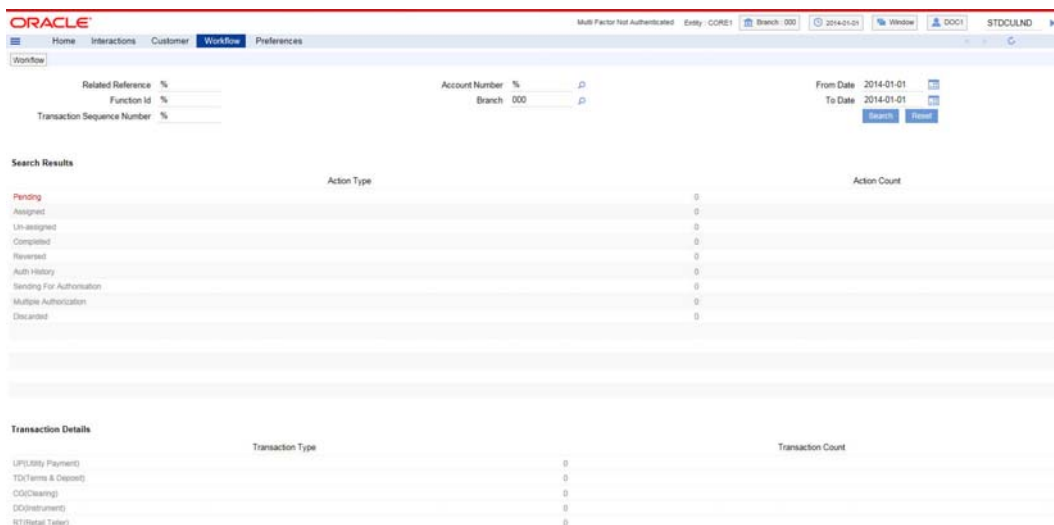 ORACLE
Multi Factor Not Authenticated Entity : CORE1 Branch : 000 2014-01-01 Window DOC1 STDCULND
Home Interactions Customer Workflow Preferences
Workflow
Related Reference % Account Number % From Date 2014-01-01
Function Id % Branch 000 To Date 2014-01-01
Transaction Sequence Number % Search Reset
Search Results
Action Type Action Count
Pending 0
Assigned 0
Un-assigned 0
Completed 0
Reversed 0
Auth History 0
Sending For Authorisation 0
Multiple Authorization 0
Discarded 0
Transaction Details
Transaction Type Transaction Count
UP(Utility Payment) 0
TD(Terms & Deposit) 0
CG(Clearing) 0
DD(Instrument) 0
RT(Retail Teller) 0